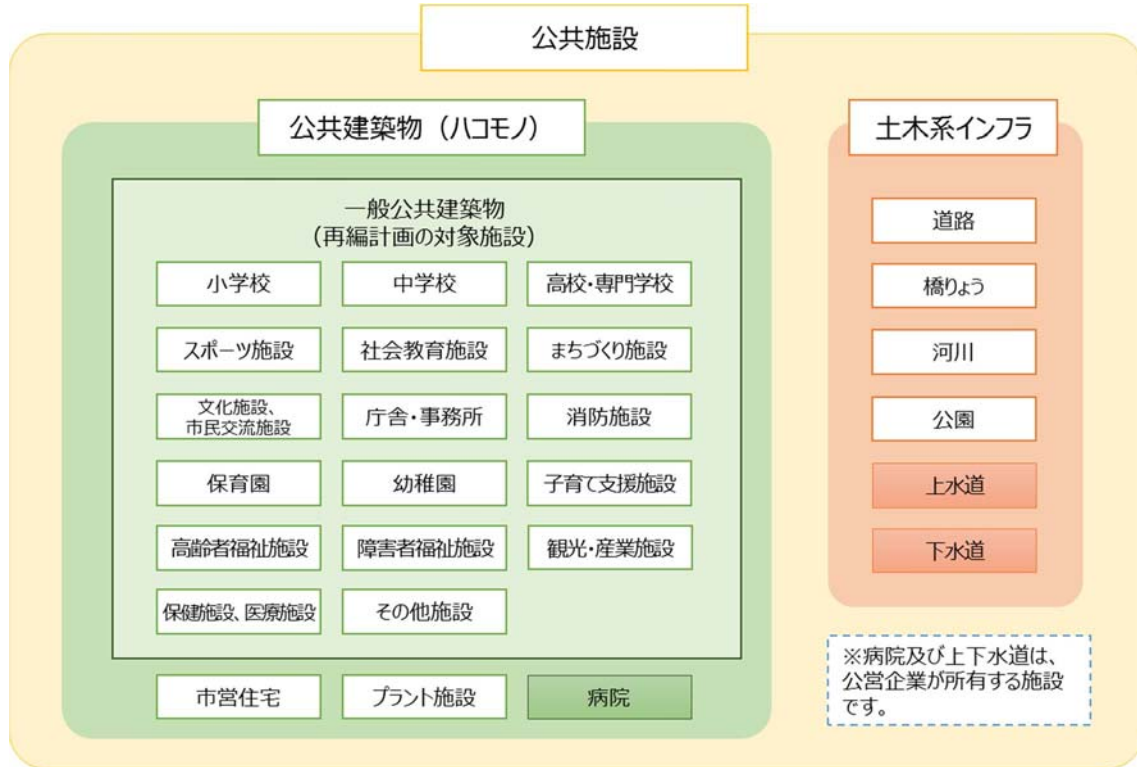 公共施設
公共建築物（ハコモノ）
一般公共建築物
（再編計画の対象施設）
小学校
中学校
高校・専門学校
スポーツ施設
社会教育施設
まちづくり施設
文化施設、
市民交流施設
庁舎・事務所
消防施設
保育園
幼稚園
子育て支援施設
高齢者福祉施設
障害者福祉施設
観光・産業施設
保健施設、医療施設
その他施設
市営住宅
プラント施設
病院
土木系インフラ
道路
橋りょう
河川
公園
上水道
下水道
※病院及び上下水道は、
公営企業が所有する施設
です。